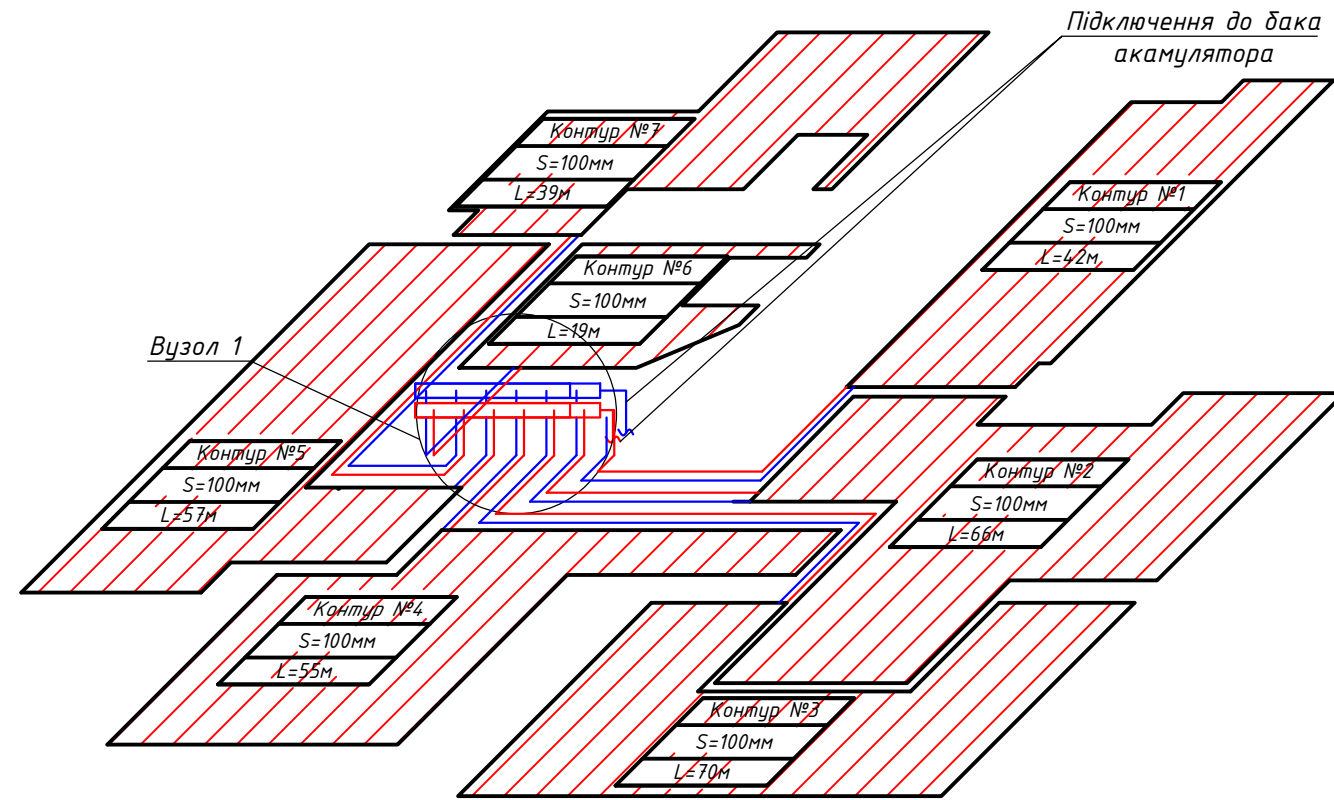 Підключення до бака
акамулятора
Контур №7
S=100мм
L=39м
Контур №1
S=100мм
L=42м
Контур №6
S=100мм
L=19м
Вузол 1
Контур №5
S=100мм
L=57м
Контур №2
S=100мм
L=66м
Контур №4
S=100мм
L=55м
Контур №3
S=100мм
L=70м